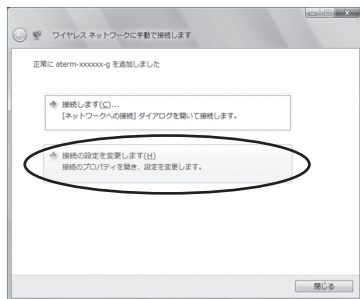 ワイヤレス ネットワークに手動で接続します
正常に aterm-xxxxxx-g を追加しました
接続します(C)...
[ネットワークへの接続] ダイアログを開いて接続します。
接続の設定を変更します(H)
接続のプロパティを開き、設定を変更します。
閉じる